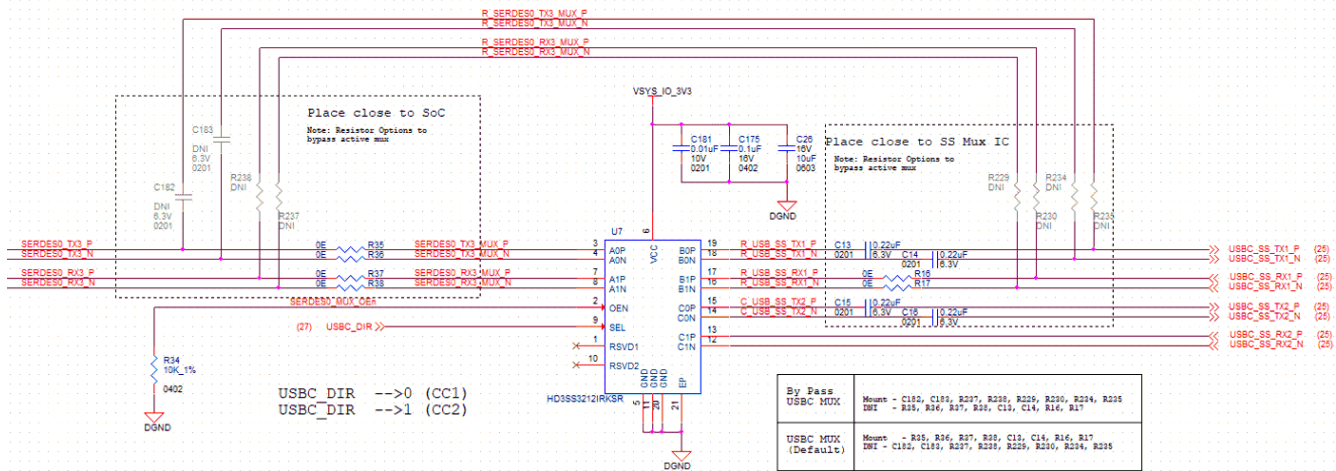 R_SERDES0_TX3_MUX_P
R_SERDES0_TX3_MUX_N
R_SERDES0_RX3_MUX_P
R_SERDES0_RX3_MUX_N
VSYS_IO_3V3
Place close to SoC
Note: Resistor Options to
bypass active mux
C183
DNI
6.3V
0201
C182
DNI
6.3V
0201
R238
DNI
R237
DNI
C181
0.01uF
10V
0201
C175
0.1uF
16V
0402
C26
16V
10uF
0603
DGND
Place close to SS Mux IC
Note: Resistor Options to
bypass active mux
R229
DNI
R230
DNI
R234
DNI
R235
DNI
SERDES0_TX3_P
SERDES0_TX3_N
SERDES0_RX3_P
SERDES0_RX3_N
0E R35
R36
0E R37
0E R38
SERDES0_TX3_MUX_P
SERDES0_TX3_MUX_N
SERDES0_RX3_MUX_P
SERDES0_RX3_MUX_N
SERDES0_MUX_OEn
(27) USBC_DIR
U7
6
VCC
3 A0P
4 A0N
7 A1P
8 A1N
2 OEN
9 SEL
1 RSVD1
10 RSVD2
B0P 19
B0N 18
B1P 17
B1N 16
C0P 15
C0N 14
C1P 13
C1N 12
GND
GND
GND
EP
5
11
20
21
HD3SS3212IRKSR
DGND
R_USB_SS_TX1_P
R_USB_SS_TX1_N
R_USB_SS_RX1_P
R_USB_SS_RX1_N
C_USB_SS_TX2_P
C_USB_SS_TX2_N
C13 0.22uF
0201 6.3V
C14 0.22uF
0201 6.3V
0E R16
R17
C15 0.22uF
0201 6.3V
C16 0.22uF
0201 6.3V
USBC_SS_TX1_P (25)
USBC_SS_TX1_N (25)
USBC_SS_RX1_P (25)
USBC_SS_RX1_N (25)
USBC_SS_TX2_P (25)
USBC_SS_TX2_N (25)
USBC_SS_RX2_P (25)
USBC_SS_RX2_N (25)
R34
10K_1%
0402
DGND
USBC_DIR -->0 (CC1)
USBC_DIR -->1 (CC2)
By Pass
USBC MUX
Mount - C182, C183, R237, R238, R229, R230, R234, R235
DNI - R35, R36, R37, R38, C13, C14, R16, R17
USBC MUX
(Default)
Mount - R35, R36, R37, R38, C13, C14, R16, R17
DNI - C182, C183, R237, R238, R229, R230, R234, R235